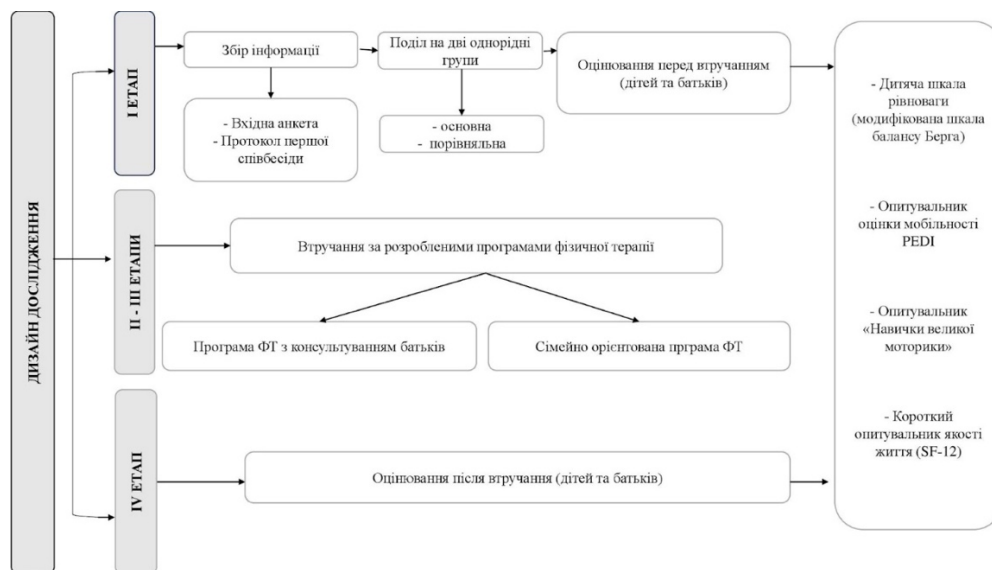 ДИЗАЙН ДОСЛІДЖЕННЯ
І ЕТАП
Збір інформації
Поділ на дві однорідні
групи
Оцінювання перед втручанням
(дітей та батьків)
- Вхідна анкета
- Протокол першої
співбесіди
- основна
- порівняльна
ІІ - ІІІ ЕТАПИ
Втручання за розробленими програмами фізичної терапії
Програма ФТ з консультуванням батьків
Сімейно орієнтована прграма ФТ
IV ЕТАП
Оцінювання після втручання (дітей та батьків)
- Дитяча шкала
рівноваги
(модифікована шкала
балансу Берга)
- Опитувальник
оцінки мобільності
PEDI
- Опитувальник
«Навички великої
моторики»
- Короткий
опитувальник якості
життя (SF-12)